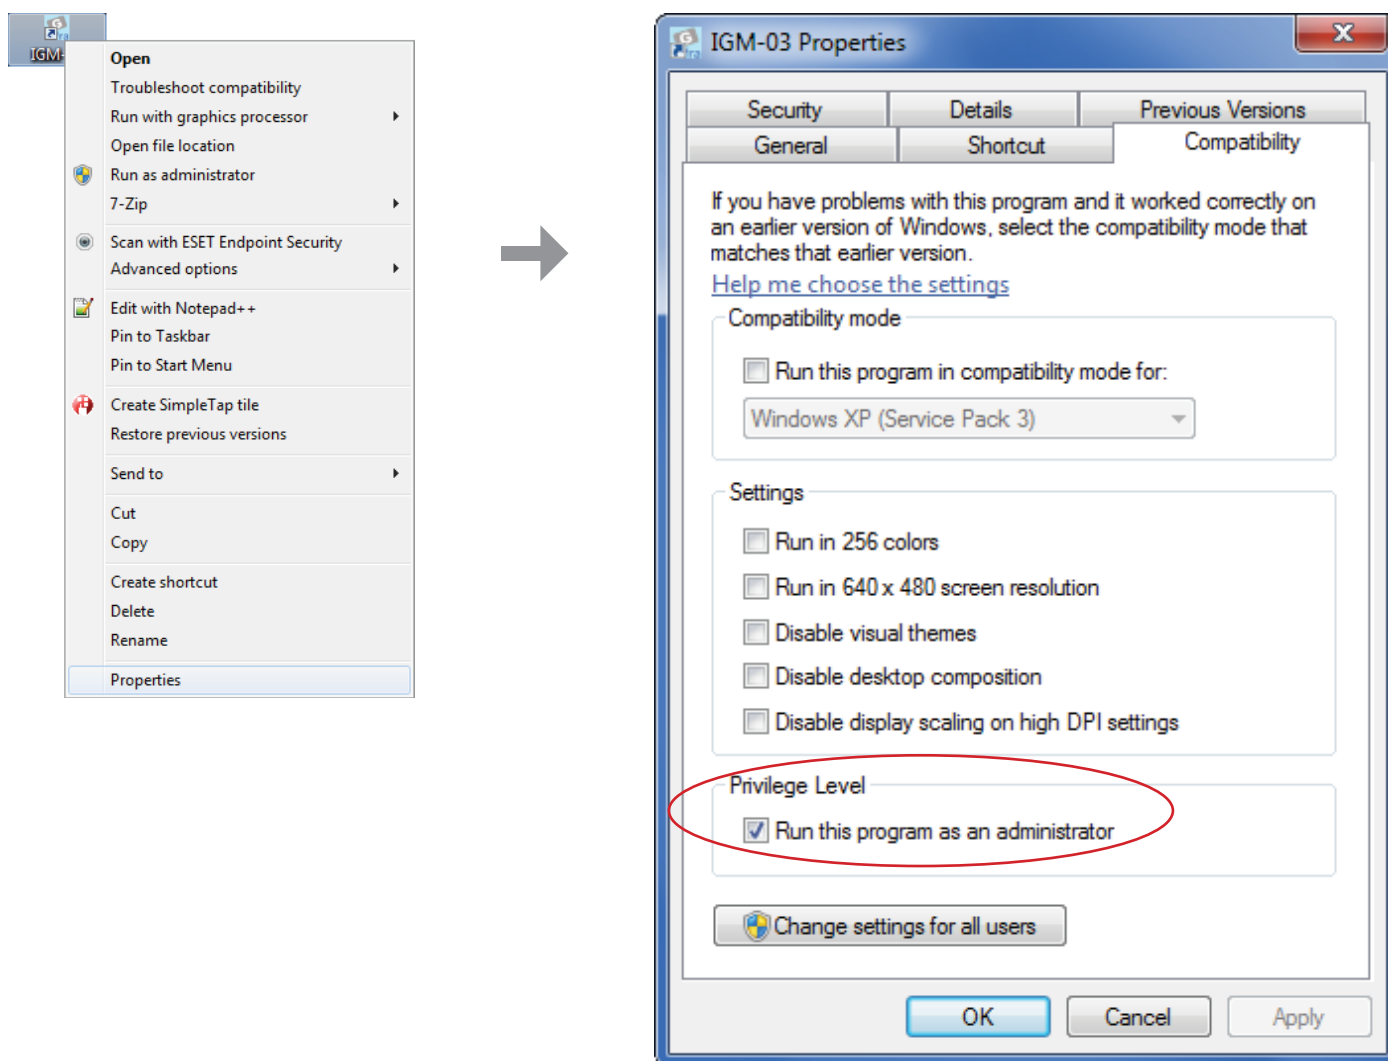 IGM-
Open
Troubleshoot compatibility
Run with graphics processor
Open file location
Run as administrator
7-Zip
Scan with ESET Endpoint Security
Advanced options
Edit with Notepad++
Pin to Taskbar
Pin to Start Menu
Create SimpleTap tile
Restore previous versions
Send to
Cut
Copy
Create shortcut
Delete
Rename
Properties
IGM-03 Properties
Security Details Previous Versions
General Shortcut Compatibility
If you have problems with this program and it worked correctly on
an earlier version of Windows, select the compatibility mode that
matches that earlier version.
Help me choose the settings
Compatibility mode
Run this program in compatibility mode for:
Windows XP (Service Pack 3)
Settings
Run in 256 colors
Run in 640 x 480 screen resolution
Disable visual themes
Disable desktop composition
Disable display scaling on high DPI settings
Privilege Level
Run this program as an administrator
Change settings for all users
OK Cancel Apply